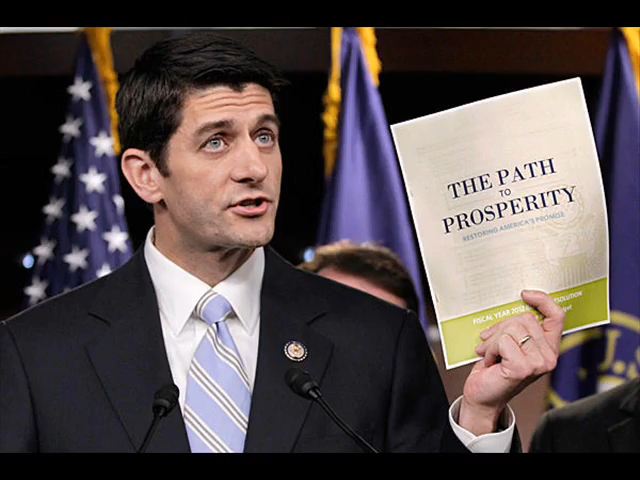 THE PATH
TO
PROSPERITY
RESTORING AMERICA'S PROMISE
FISCAL YEAR 2012
U.S.